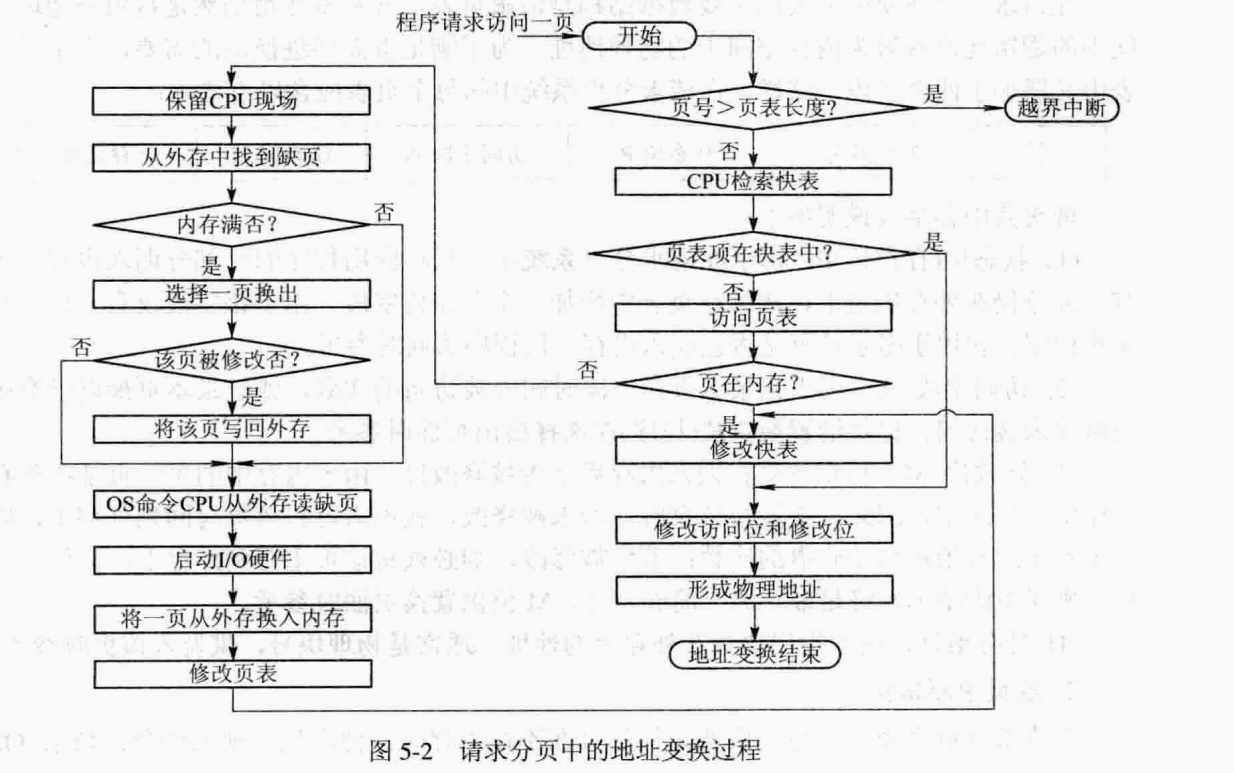 程序请求访问一页
开始
页号>页表长度?
是
越界中断
否
CPU检索快表
页表项在快表中?
是
否
访问页表
否
页在内存?
是
修改快表
修改访问位和修改位
形成物理地址
地址变换结束
保留CPU现场
从外存中找到缺页
内存满否?
否
是
选择一页换出
否
该页被修改否?
是
将该页写回外存
OS命令CPU从外存读缺页
启动I/O硬件
将一页从外存换入内存
修改页表
图 5-2 请求分页中的地址变换过程